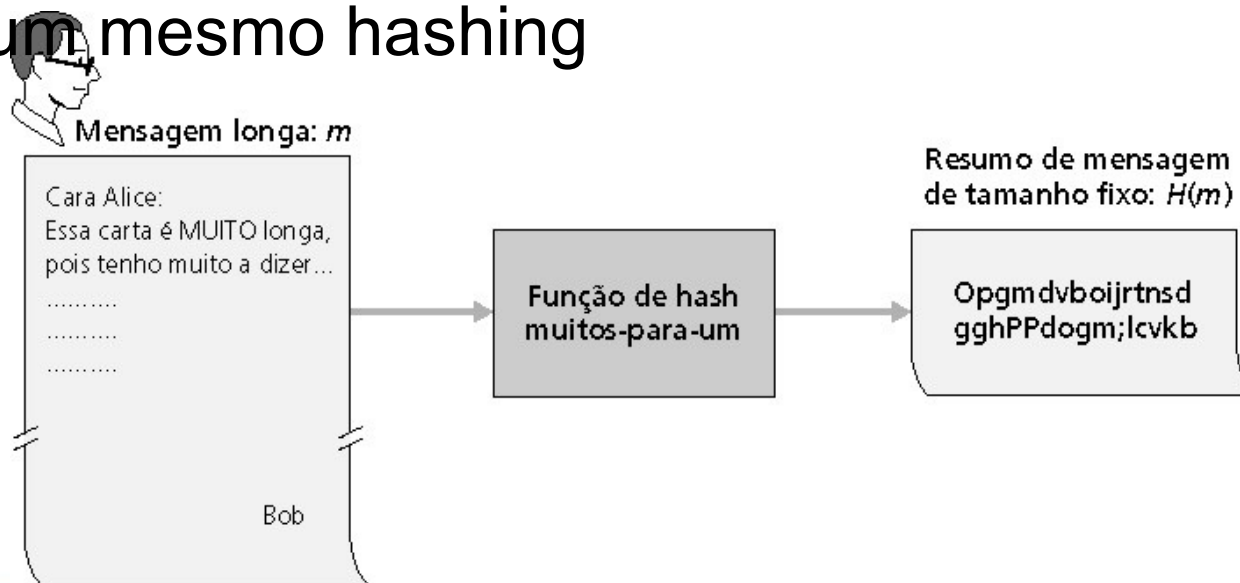 um mesmo hashing
Mensagem longa: m
Cara Alice:
Essa carta é MUITO longa,
pois tenho muito a dizer...
..........
..........
..........
Bob
Função de hash
muitos-para-um
Resumo de mensagem
de tamanho fixo: H(m)
Opgmdvboijrtnsd
gghPPdogm;lcvkb